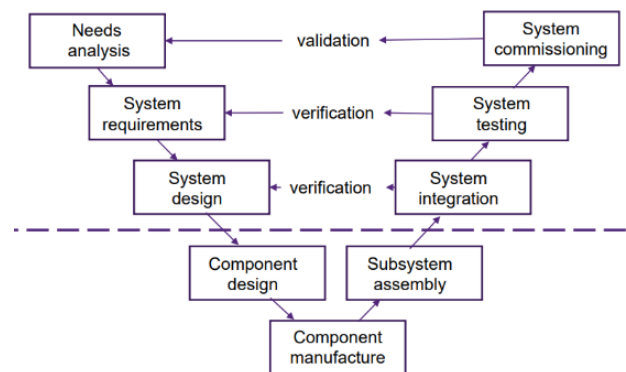 Needs
analysis
validation
System
commissioning
System
requirements
verification
System
testing
System
design
verification
System
integration
Component
design
Subsystem
assembly
Component
manufacture